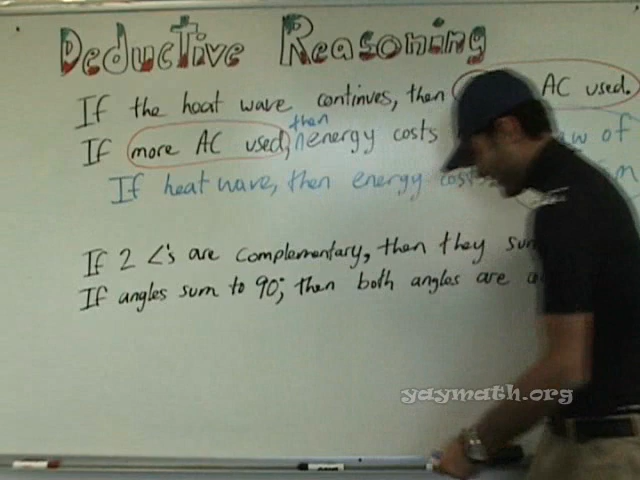 Deductive Reasoning
If the heat wave continues, then AC used.
If more AC used, then energy costs Law of
If heat wave, then energy costs
If 2 ∠'s are complementary, then they sum
If angles sum to 90°, then both angles are
yaymath.org